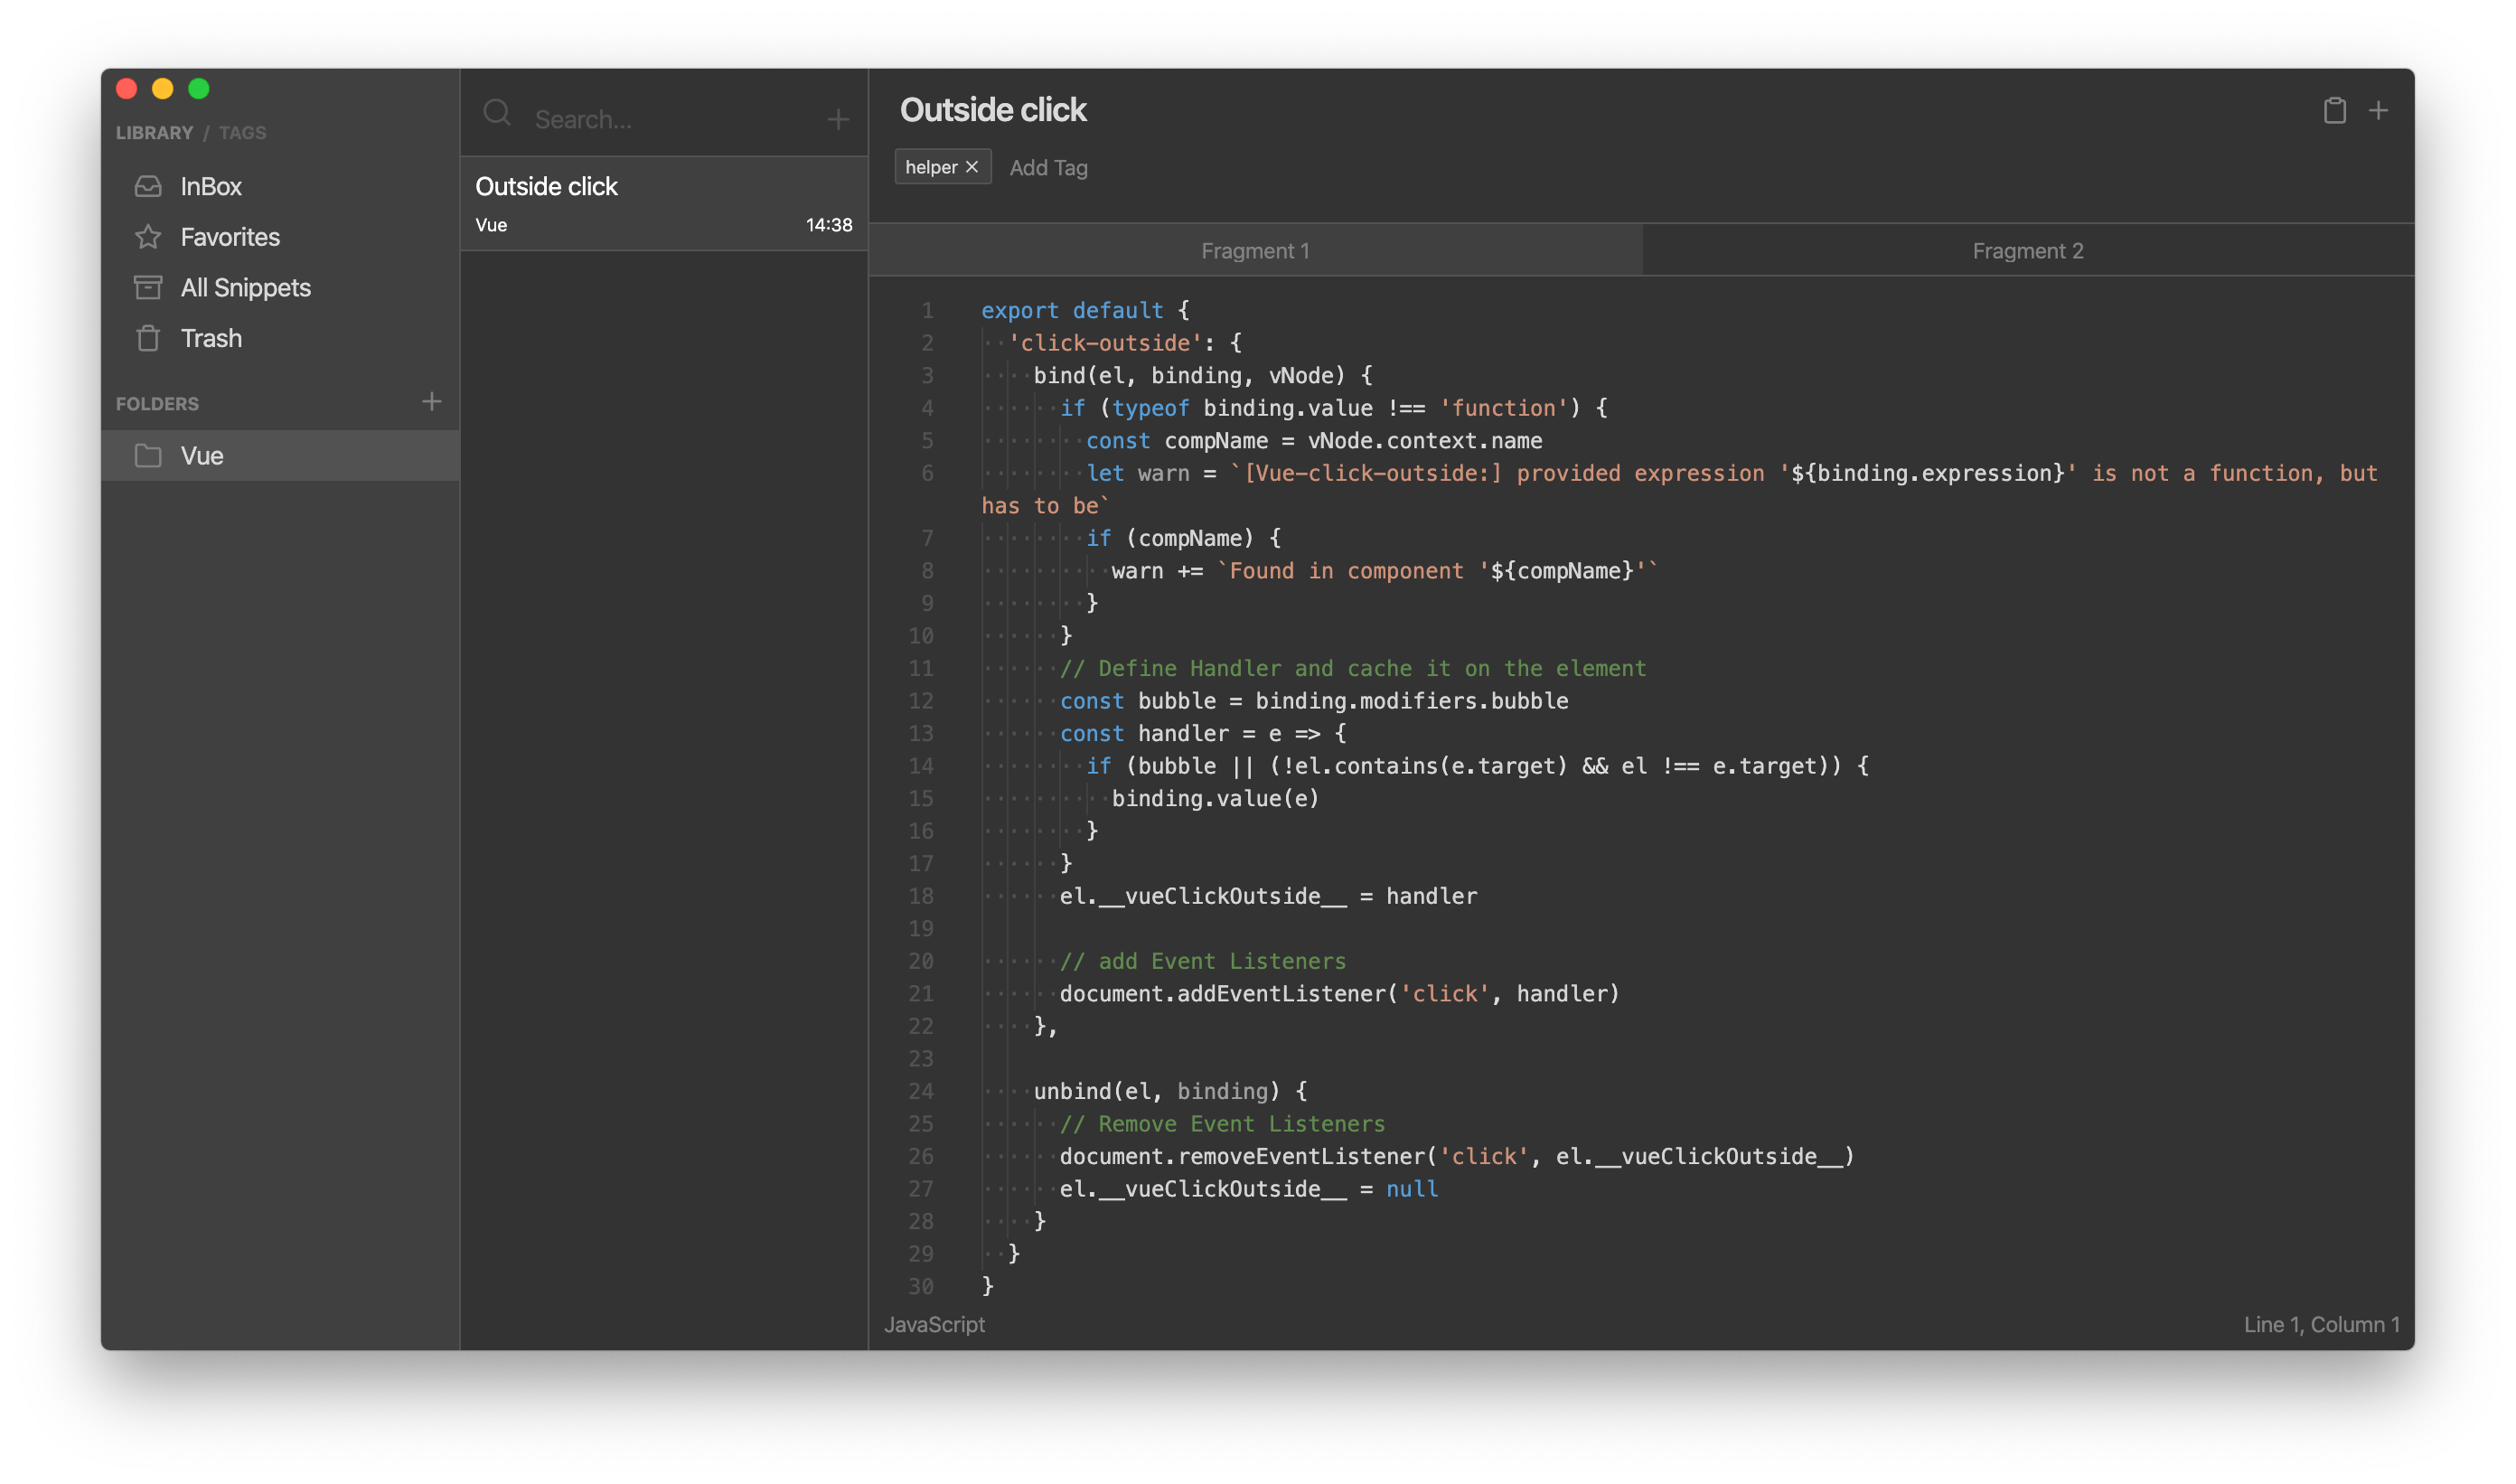 LIBRARY / TAGS
InBox
Favorites
All Snippets
Trash
FOLDERS
Vue
Search...
Outside click
Vue 14:38
Outside click
helper
Add Tag
Fragment 1
Fragment 2
1 export default {
2   'click-outside': {
3     bind(el, binding, vNode) {
4       if (typeof binding.value !== 'function') {
5         const compName = vNode.context.name
6         let warn = `[Vue-click-outside:] provided expression '${binding.expression}' is not a function, but
has to be`
7         if (compName) {
8           warn += `Found in component '${compName}'`
9         }
10       }
11       // Define Handler and cache it on the element
12       const bubble = binding.modifiers.bubble
13       const handler = e => {
14         if (bubble || (!el.contains(e.target) && el !== e.target)) {
15           binding.value(e)
16         }
17       }
18       el.__vueClickOutside__ = handler
19
20       // add Event Listeners
21       document.addEventListener('click', handler)
22     },
23
24     unbind(el, binding) {
25       // Remove Event Listeners
26       document.removeEventListener('click', el.__vueClickOutside__)
27       el.__vueClickOutside__ = null
28     }
29   }
30 }
JavaScript
Line 1, Column 1